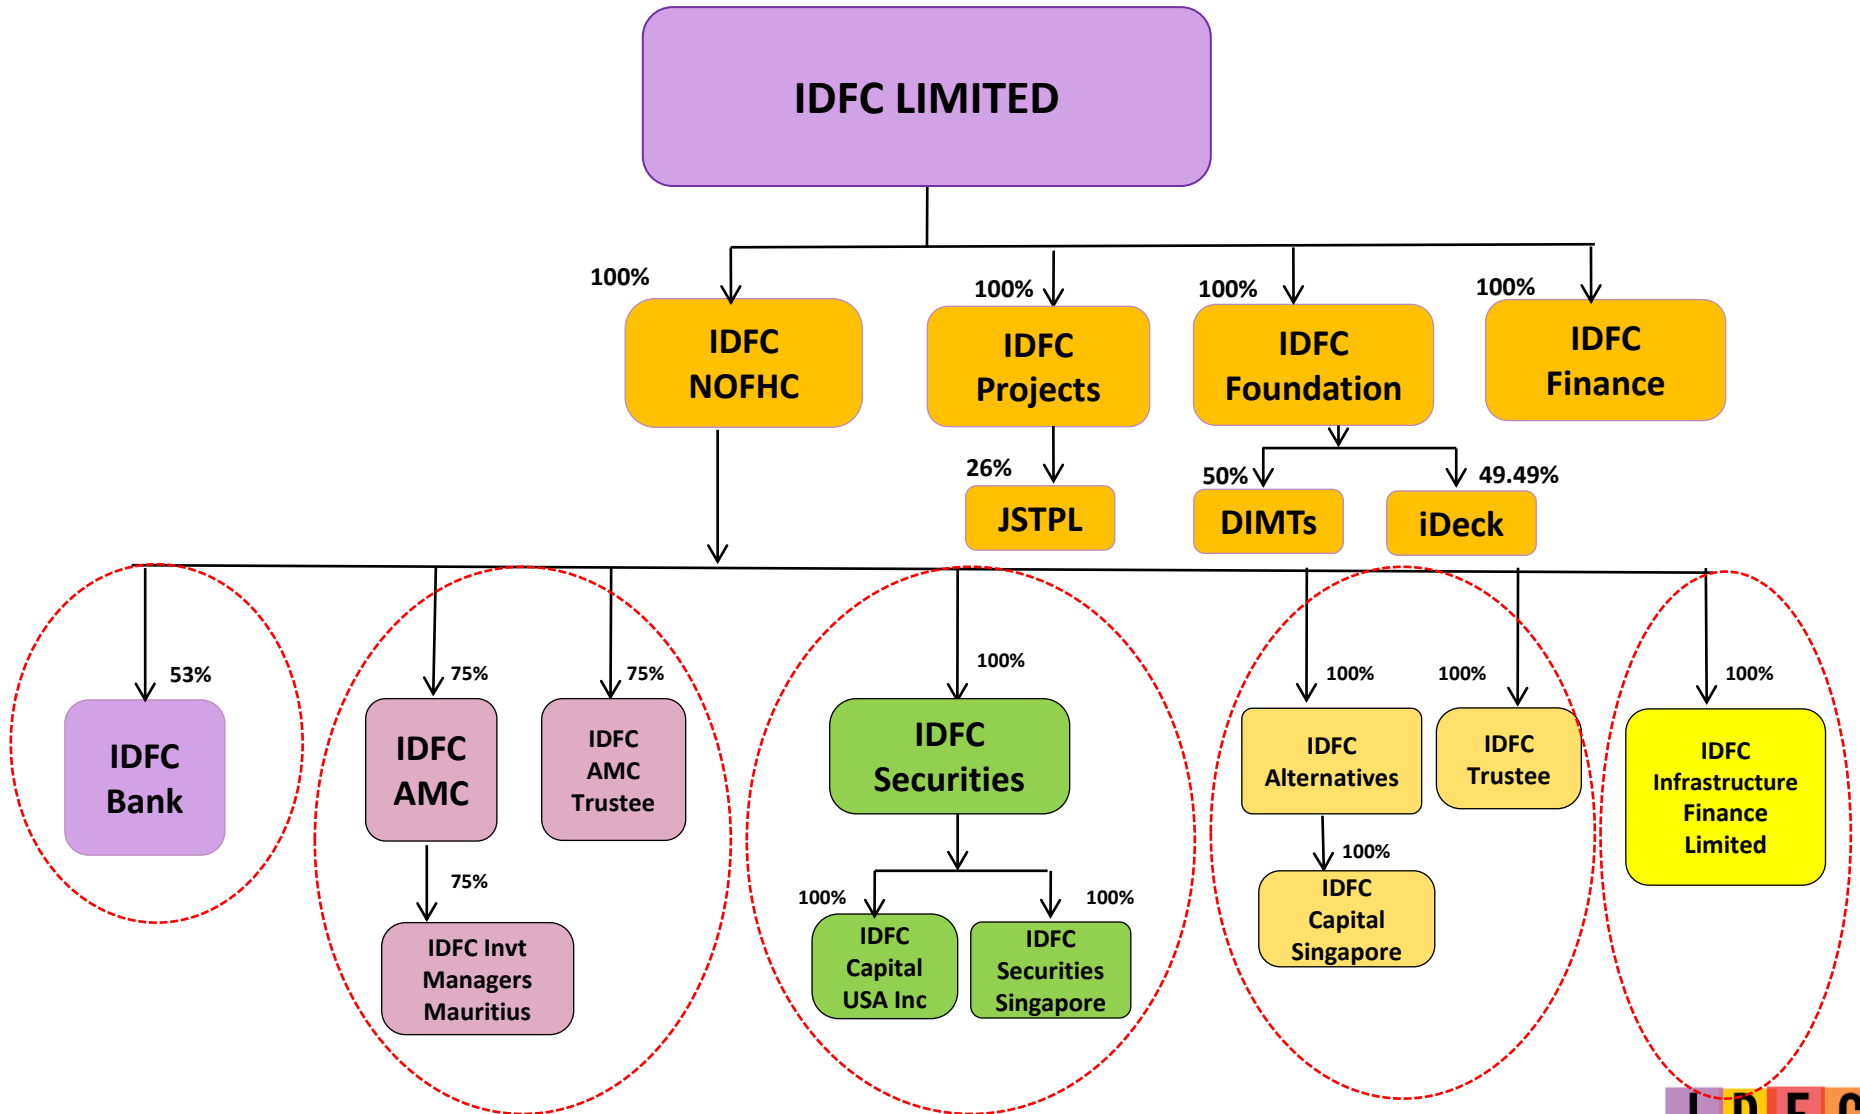 IDFC LIMITED
100%
100%
100%
100%
IDFC
NOFHC
IDFC
Projects
IDFC
Foundation
IDFC
Finance
26%
50%
49.49%
JSTPL
DIMTs
iDeck
53%
75%
75%
100%
100%
100%
100%
IDFC
Bank
IDFC
AMC
IDFC
AMC
Trustee
IDFC
Securities
IDFC
Alternatives
IDFC
Trustee
IDFC
Infrastructure
Finance
Limited
75%
100%
100%
100%
IDFC Invt
Managers
Mauritius
IDFC
Capital
USA Inc
IDFC
Securities
Singapore
IDFC
Capital
Singapore
IDFC